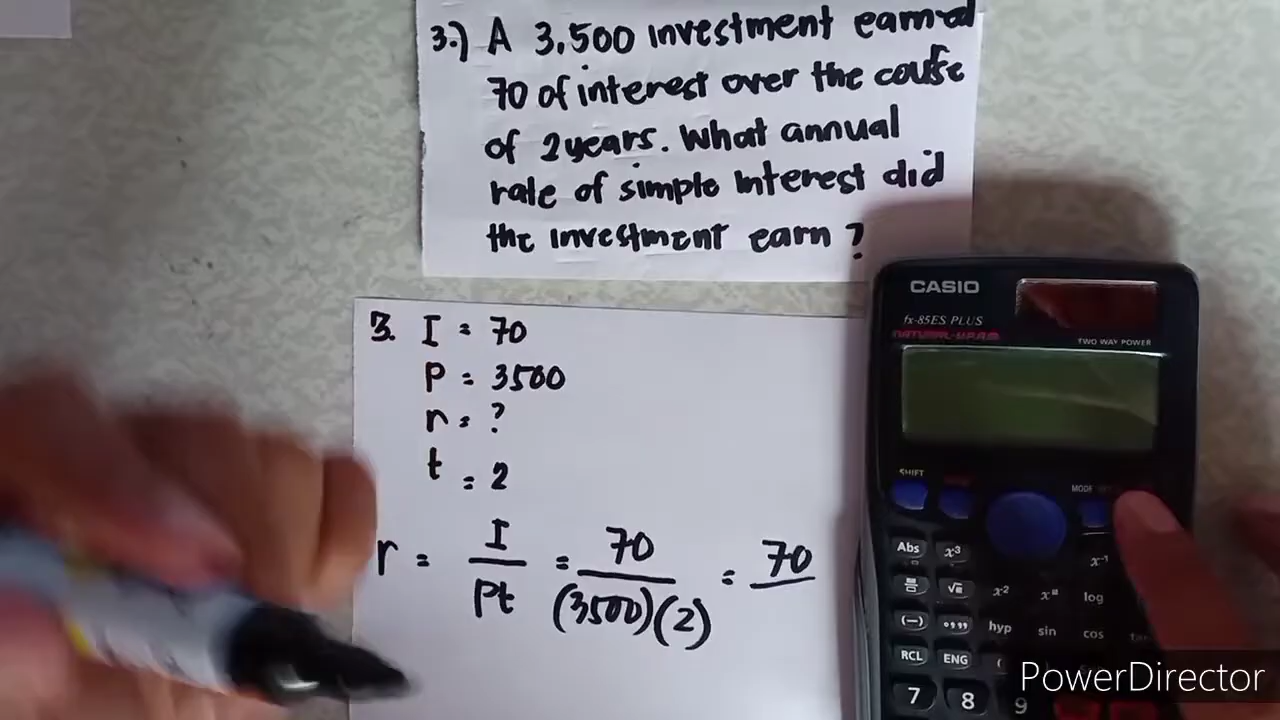 3.) A 3,500 investment earned
70 of interest over the course
of 2 years. What annual
rate of simple interest did
the investment earn ?
3. I = 70
P = 3500
r = ?
t = 2
r = I / Pt = 70 / (3500)(2) = 70
CASIO
fx-85ES PLUS
NATURAL-V.P.A.M.
TWO WAY POWER
SHIFT
MODE
Abs x³ x⁻¹
√ x² log
(−) hyp sin cos
RCL ENG (
7 8 9
PowerDirector